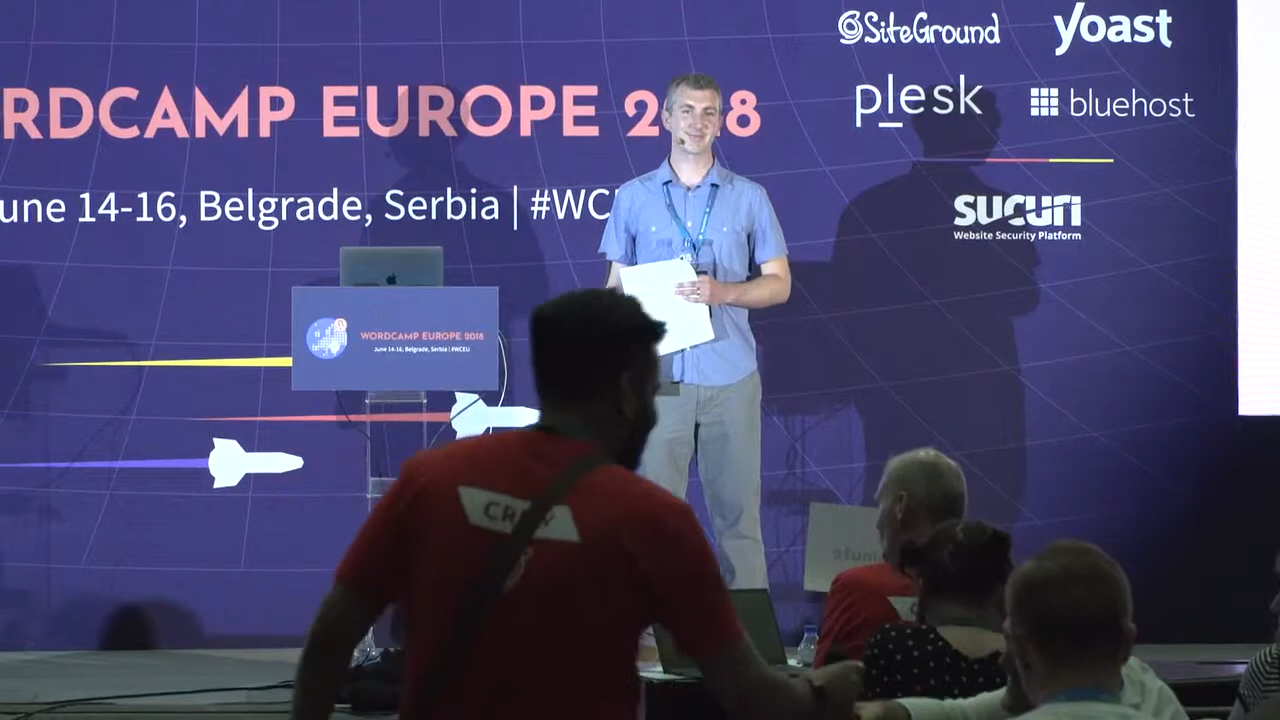 SiteGround
yoast
RDCAMP EUROPE 2 8
plesk
bluehost
une 14-16, Belgrade, Serbia | #WC
sucuri
Website Security Platform
WORDCAMP EUROPE 2018
June 14-16, Belgrade, Serbia | #WCEU
CREW